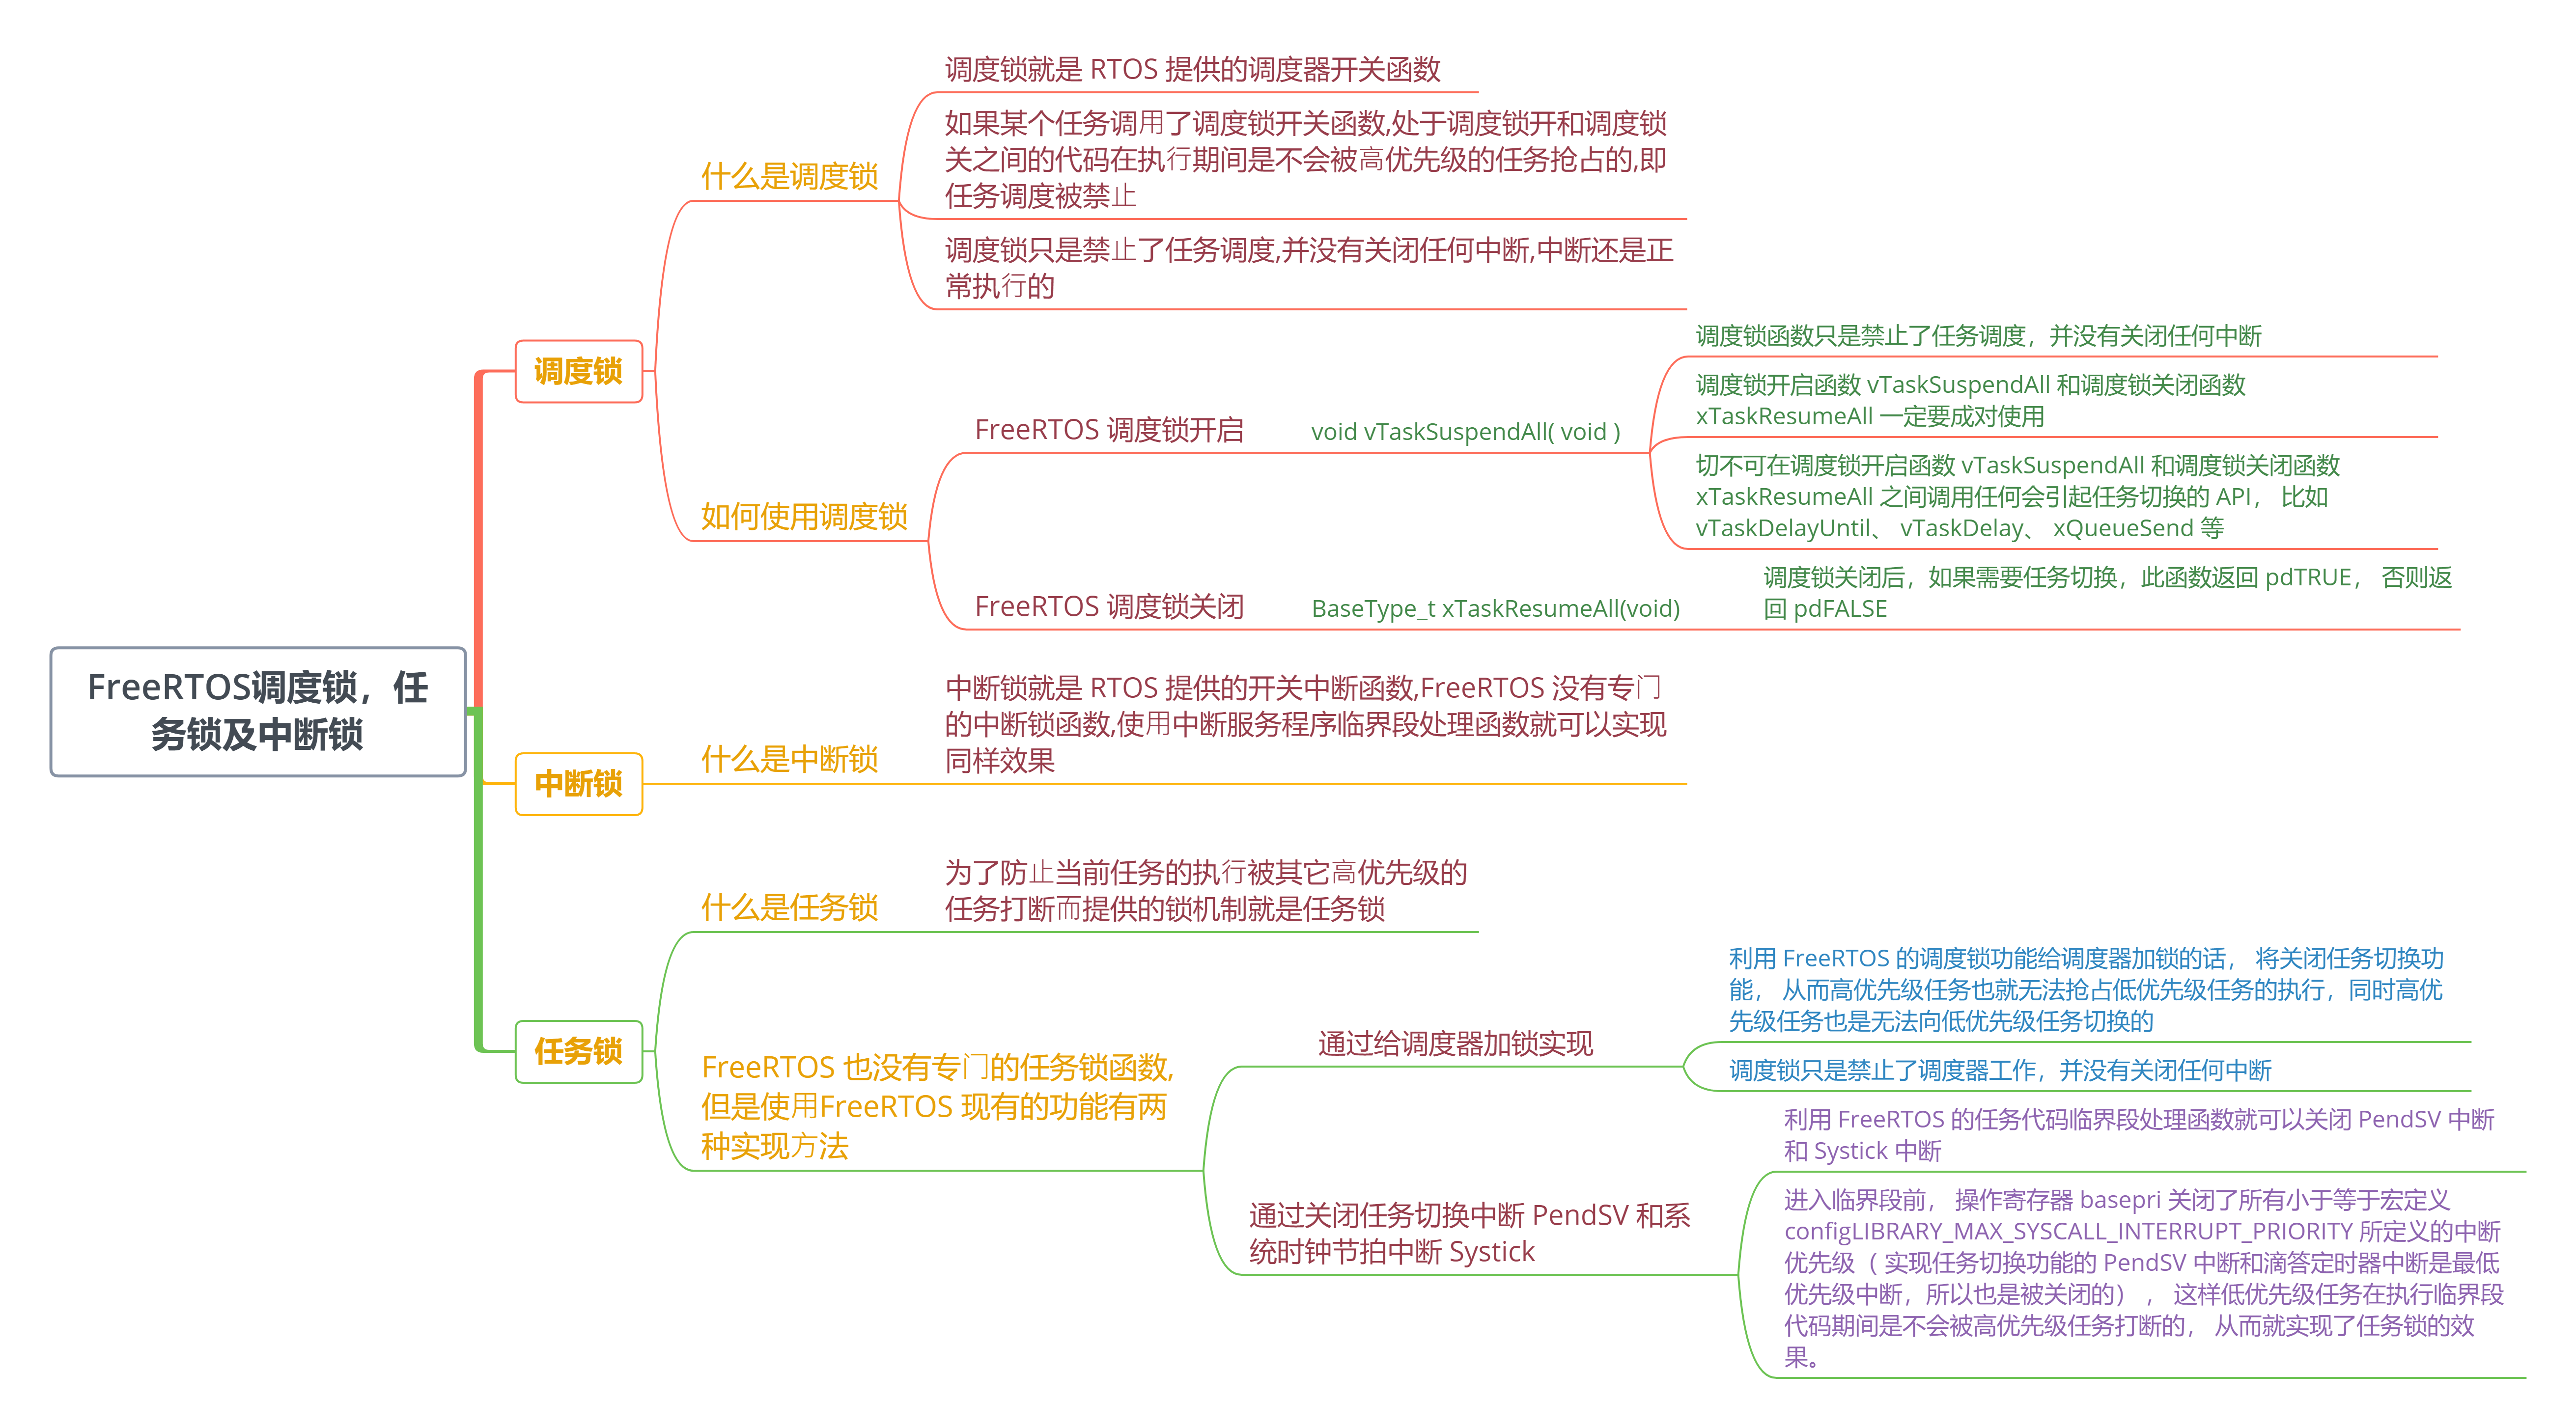 FreeRTOS调度锁，任
务锁及中断锁
调度锁
什么是调度锁
调度锁就是 RTOS 提供的调度器开关函数
如果某个任务调用了调度锁开关函数,处于调度锁开和调度锁
关之间的代码在执行期间是不会被高优先级的任务抢占的,即
任务调度被禁止
调度锁只是禁止了任务调度,并没有关闭任何中断,中断还是正
常执行的
如何使用调度锁
FreeRTOS 调度锁开启
void vTaskSuspendAll( void )
调度锁函数只是禁止了任务调度，并没有关闭任何中断
调度锁开启函数 vTaskSuspendAll 和调度锁关闭函数
xTaskResumeAll 一定要成对使用
切不可在调度锁开启函数 vTaskSuspendAll 和调度锁关闭函数
xTaskResumeAll 之间调用任何会引起任务切换的 API， 比如
vTaskDelayUntil、 vTaskDelay、 xQueueSend 等
FreeRTOS 调度锁关闭
BaseType_t xTaskResumeAll(void)
调度锁关闭后，如果需要任务切换，此函数返回 pdTRUE， 否则返
回 pdFALSE
中断锁
什么是中断锁
中断锁就是 RTOS 提供的开关中断函数,FreeRTOS 没有专门
的中断锁函数,使用中断服务程序临界段处理函数就可以实现
同样效果
任务锁
什么是任务锁
为了防止当前任务的执行被其它高优先级的
任务打断而提供的锁机制就是任务锁
FreeRTOS 也没有专门的任务锁函数,
但是使用FreeRTOS 现有的功能有两
种实现方法
通过给调度器加锁实现
利用 FreeRTOS 的调度锁功能给调度器加锁的话， 将关闭任务切换功
能， 从而高优先级任务也就无法抢占低优先级任务的执行，同时高优
先级任务也是无法向低优先级任务切换的
调度锁只是禁止了调度器工作，并没有关闭任何中断
通过关闭任务切换中断 PendSV 和系
统时钟节拍中断 Systick
利用 FreeRTOS 的任务代码临界段处理函数就可以关闭 PendSV 中断
和 Systick 中断
进入临界段前， 操作寄存器 basepri 关闭了所有小于等于宏定义
configLIBRARY_MAX_SYSCALL_INTERRUPT_PRIORITY 所定义的中断
优先级（ 实现任务切换功能的 PendSV 中断和滴答定时器中断是最低
优先级中断，所以也是被关闭的） ， 这样低优先级任务在执行临界段
代码期间是不会被高优先级任务打断的， 从而就实现了任务锁的效
果。